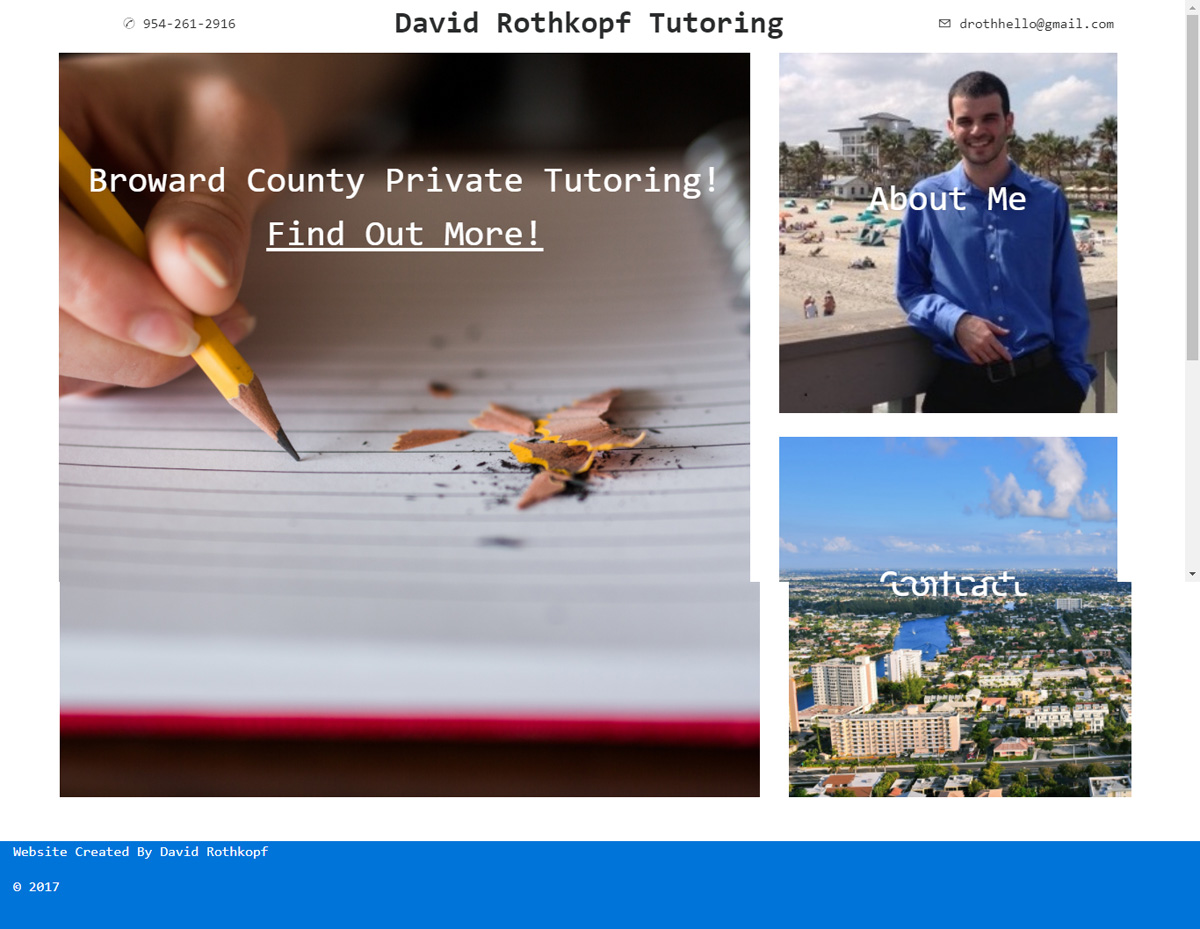 954-261-2916
David Rothkopf Tutoring
drothhello@gmail.com
Broward County Private Tutoring!
Find Out More!
About Me
Contact
Website Created By David Rothkopf
© 2017